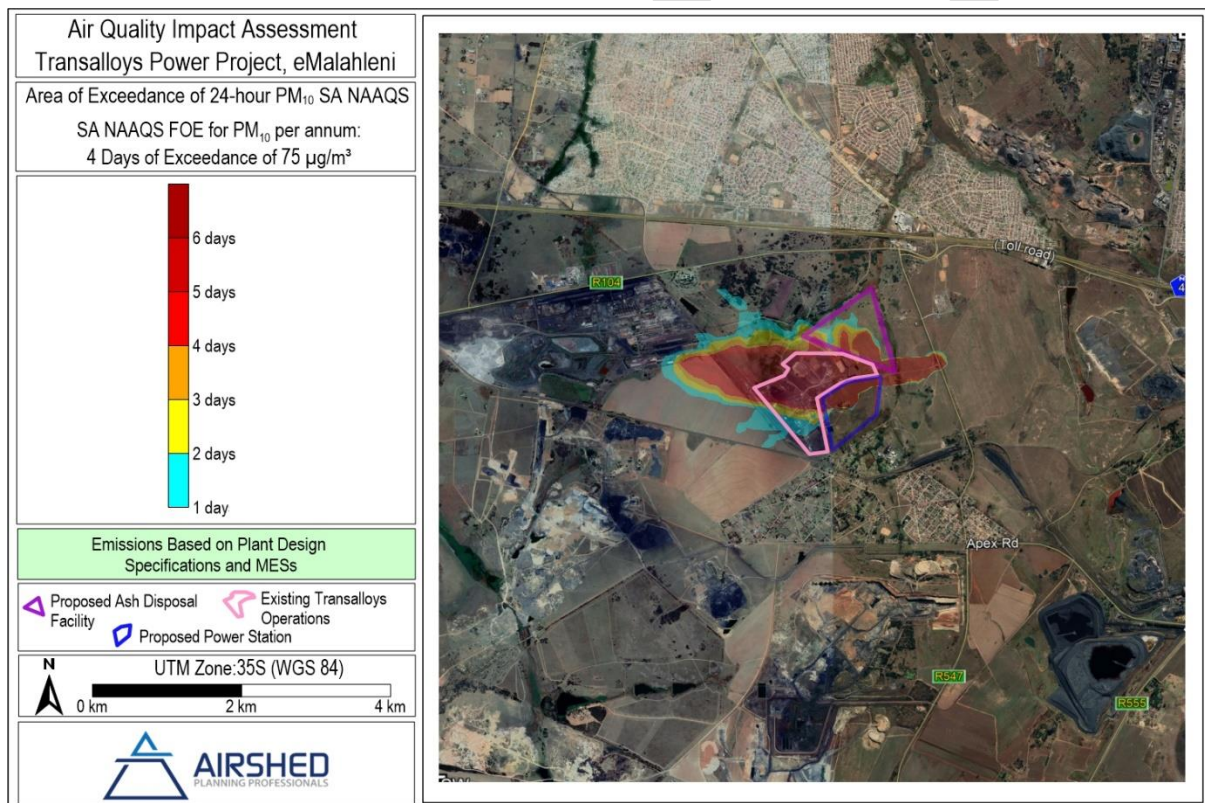 Air Quality Impact Assessment
Transalloys Power Project, eMalahleni
Area of Exceedance of 24-hour PM₁₀ SA NAAQS
SA NAAQS FOE for PM₁₀ per annum:
4 Days of Exceedance of 75 µg/m³
6 days
5 days
4 days
3 days
2 days
1 day
Emissions Based on Plant Design
Specifications and MESs
Proposed Ash Disposal
Facility
Existing Transalloys
Operations
Proposed Power Station
N
UTM Zone:35S (WGS 84)
0 km
2 km
4 km
AIRSHED
PLANNING PROFESSIONALS
(Toll road)
R104
N
4
Apex Rd
R547
R555